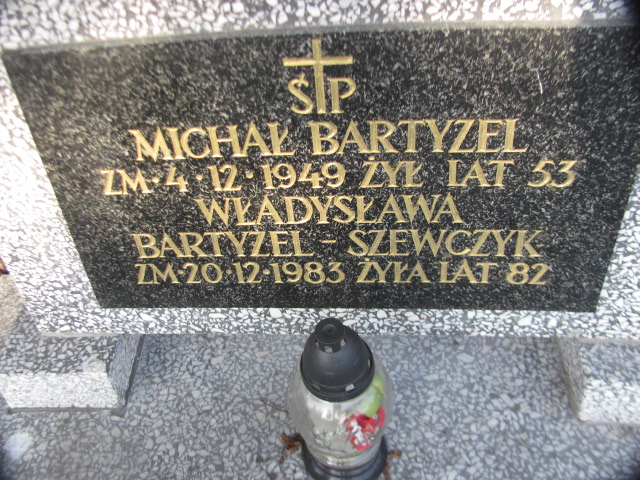 ŚP
MICHAŁ BARTYZEL
ZM·4·12·1949 ŻYŁ LAT 53
WŁADYSŁAWA
BARTYZEL-SZEWCZYK
ZM·20·12·1983 ŻYŁA LAT 82